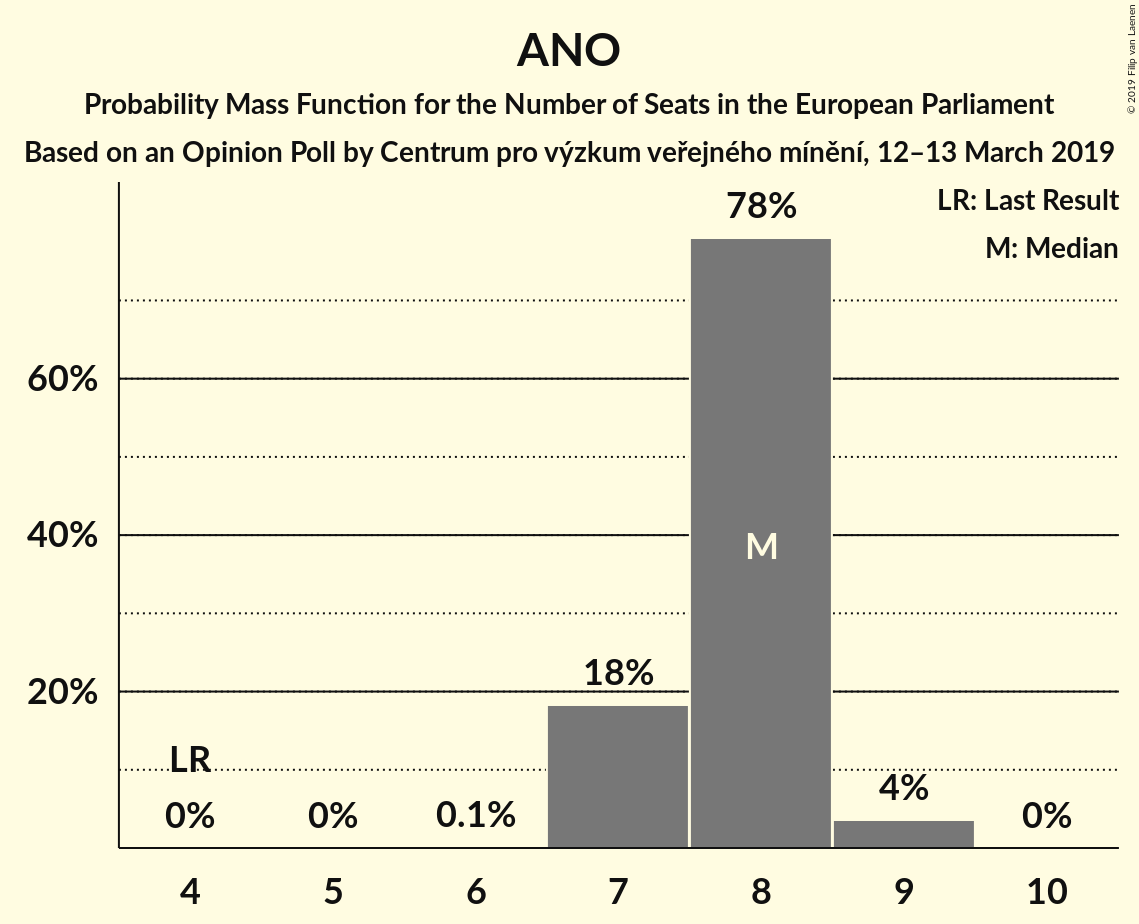 ANO
Probability Mass Function for the Number of Seats in the European Parliament
Based on an Opinion Poll by Centrum pro výzkum veřejného mínění, 12–13 March 2019
© 2019 Filip van Laenen
LR: Last Result
M: Median
78%
60%
40%
M
20%
18%
LR
0%
0%
0.1%
4%
0%
4
5
6
7
8
9
10